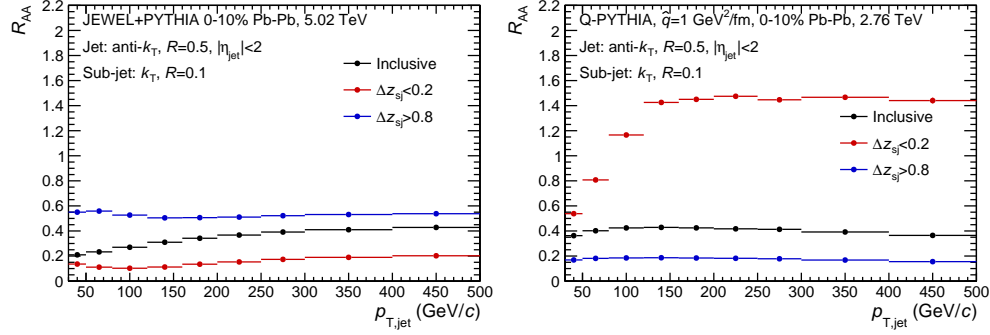 JEWEL+PYTHIA 0-10% Pb-Pb, 5.02 TeV
Jet: anti-k_T, R=0.5, |η_jet|<2
Sub-jet: k_T, R=0.1
Inclusive
Δz_sj<0.2
Δz_sj>0.8
R_AA
2
1.8
1.6
1.4
1.2
1
0.8
0.6
0.4
0.2
0
50 100 150 200 250 300 350 400 450 500
p_T,jet (GeV/c)
Q-PYTHIA, q̂=1 GeV²/fm, 0-10% Pb-Pb, 2.76 TeV
Jet: anti-k_T, R=0.5, |η_jet|<2
Sub-jet: k_T, R=0.1
Inclusive
Δz_sj<0.2
Δz_sj>0.8
R_AA
2
1.8
1.6
1.4
1.2
1
0.8
0.6
0.4
0.2
0
50 100 150 200 250 300 350 400 450 500
p_T,jet (GeV/c)